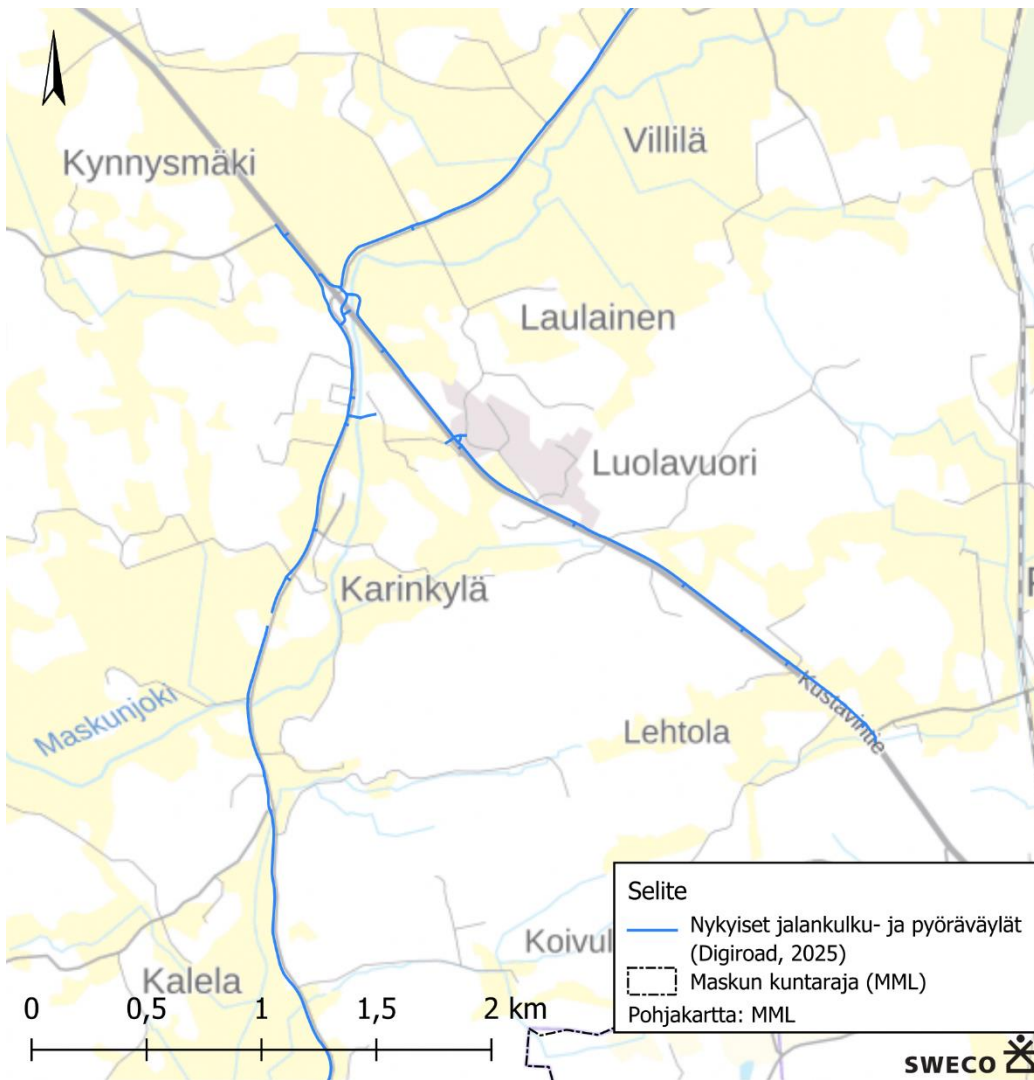 Villilä
Kynnysmäki
Laulainen
Luolavuori
Karinkylä
Maskunjoki
Kustavintie
Lehtola
Koivul
Kalela
0 0,5 1 1,5 2 km
Selite
Nykyiset jalankulku- ja pyöräväylät
(Digiroad, 2025)
Maskun kuntaraja (MML)
Pohjakartta: MML
SWECO